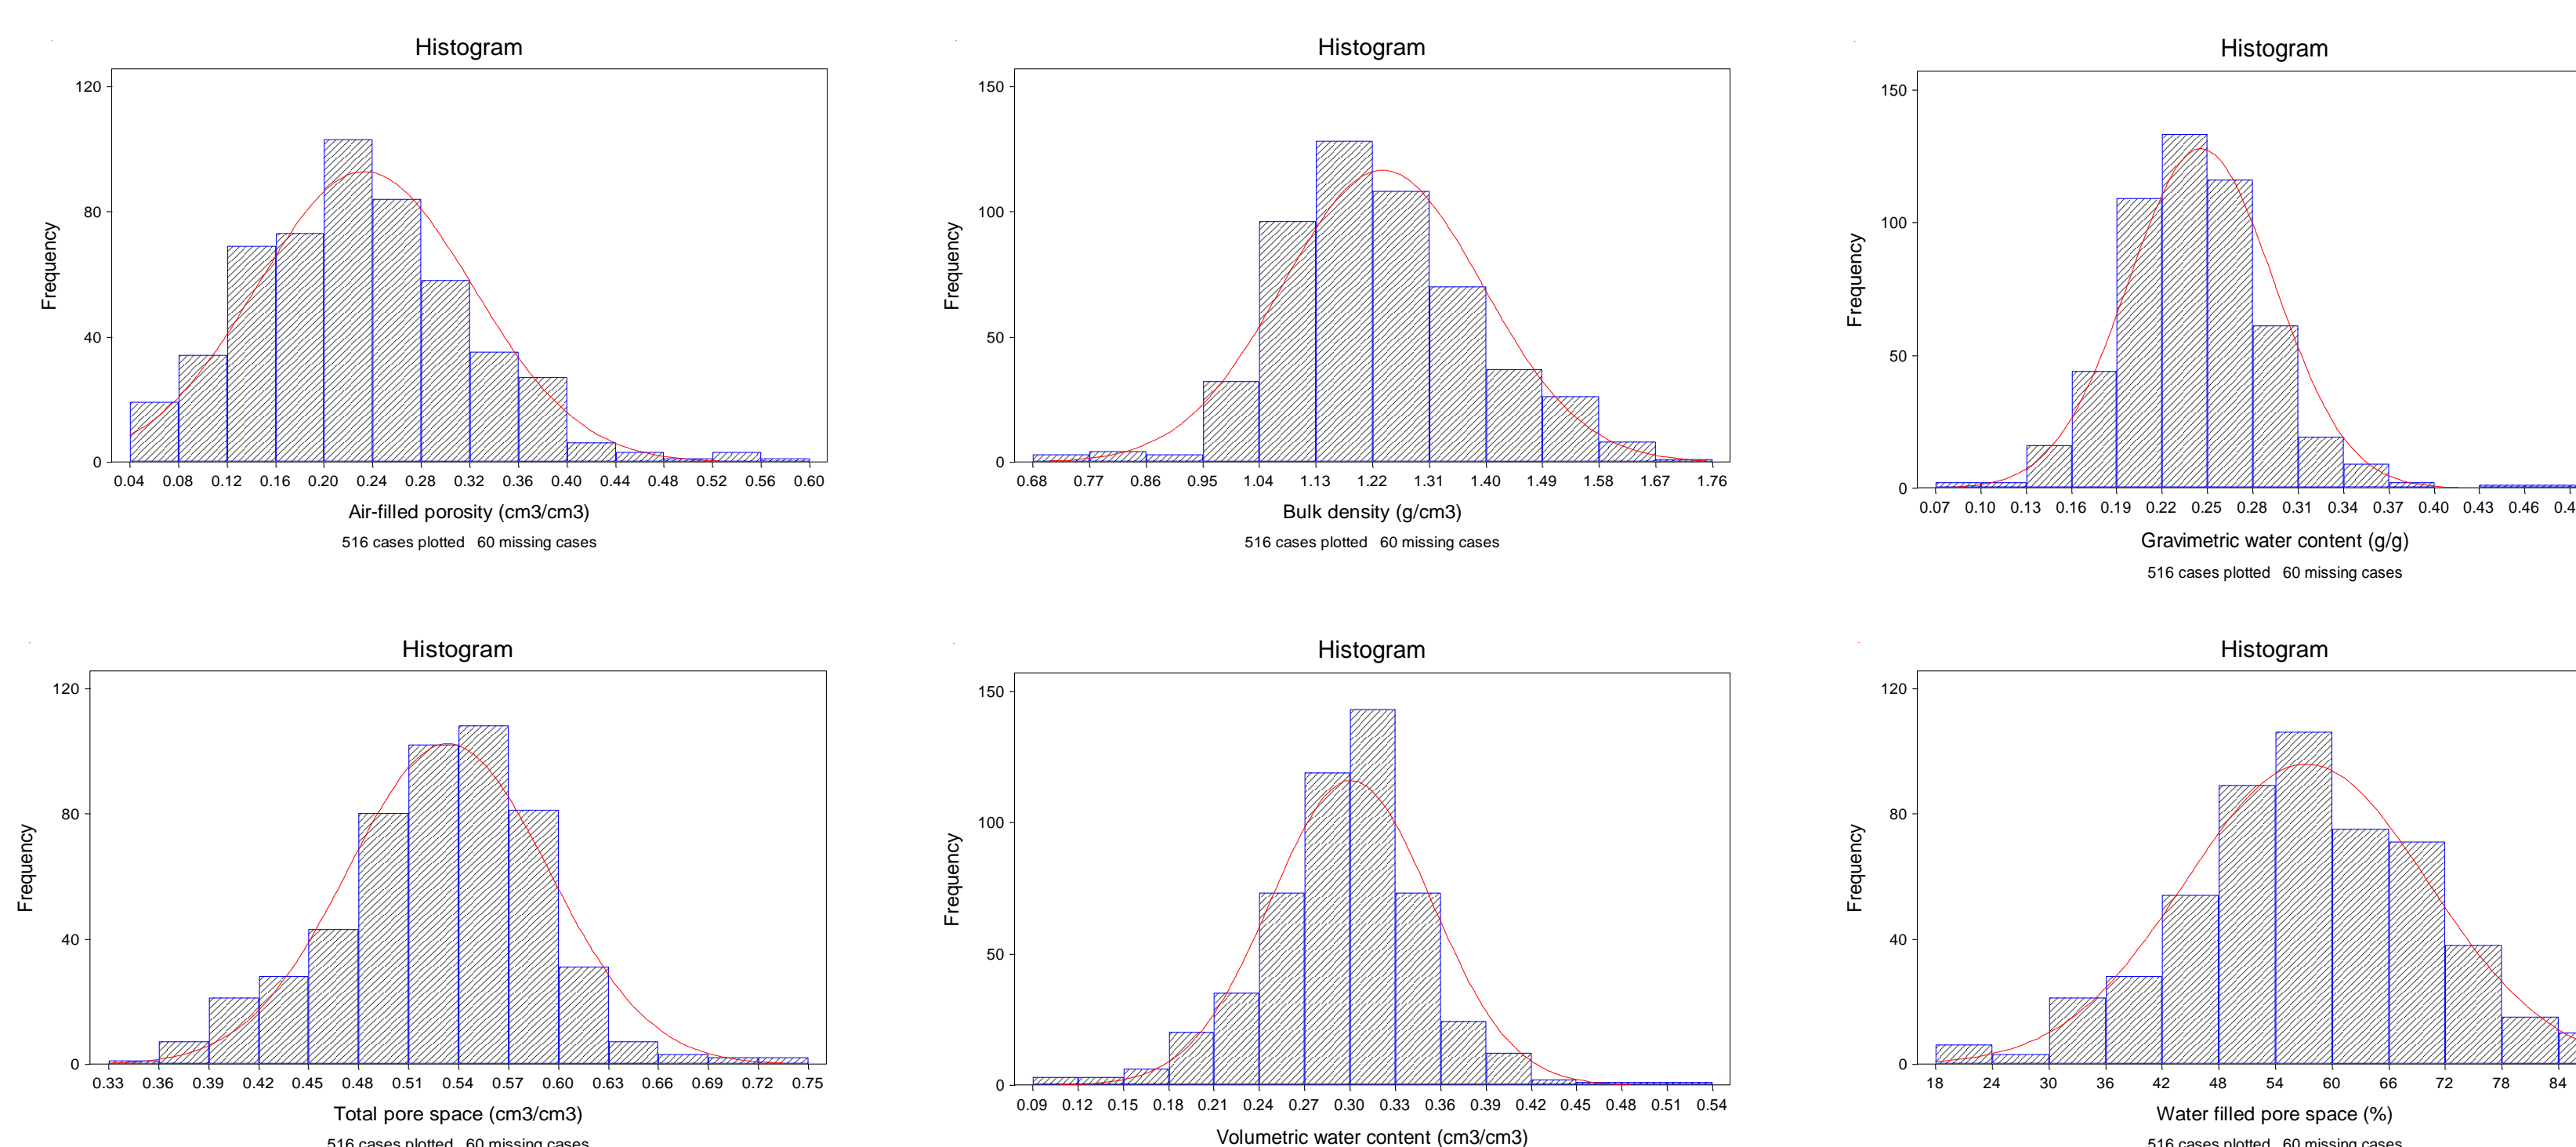 Histogram
120
80
40
0
Frequency
0.04 0.08 0.12 0.16 0.20 0.24 0.28 0.32 0.36 0.40 0.44 0.48 0.52 0.56 0.60
Air-filled porosity (cm3/cm3)
516 cases plotted 60 missing cases
Histogram
150
100
50
0
Frequency
0.68 0.77 0.86 0.95 1.04 1.13 1.22 1.31 1.40 1.49 1.58 1.67 1.76
Bulk density (g/cm3)
516 cases plotted 60 missing cases
Histogram
150
100
50
0
Frequency
0.07 0.10 0.13 0.16 0.19 0.22 0.25 0.28 0.31 0.34 0.37 0.40 0.43 0.46
Gravimetric water content (g/g)
516 cases plotted 60 missing cases
Histogram
120
80
40
0
Frequency
0.33 0.36 0.39 0.42 0.45 0.48 0.51 0.54 0.57 0.60 0.63 0.66 0.69 0.72 0.75
Total pore space (cm3/cm3)
516 cases plotted 60 missing cases
Histogram
150
100
50
0
Frequency
0.09 0.12 0.15 0.18 0.21 0.24 0.27 0.30 0.33 0.36 0.39 0.42 0.45 0.48 0.51 0.54
Volumetric water content (cm3/cm3)
Histogram
120
80
40
0
Frequency
18 24 30 36 42 48 54 60 66 72 78 84
Water filled pore space (%)
516 cases plotted 60 missing cases